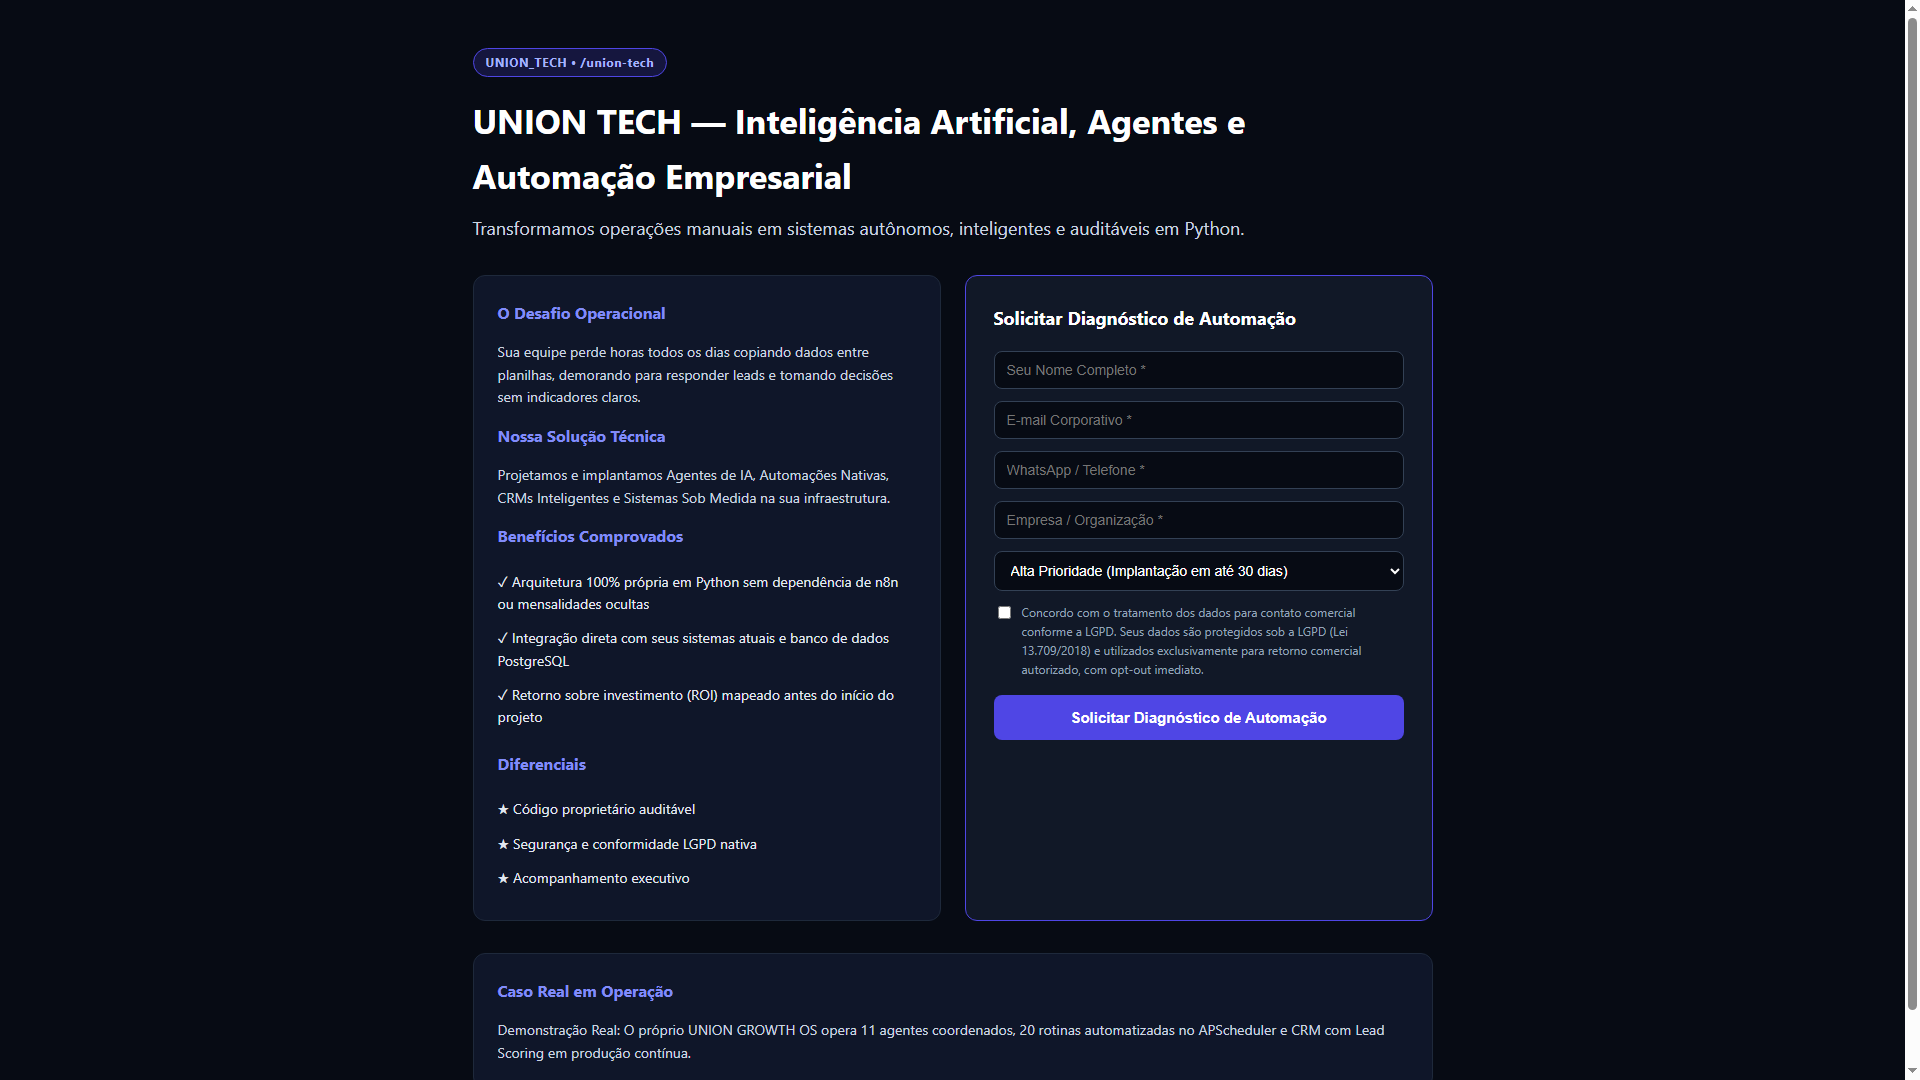 UNION_TECH • /union-tech
UNION TECH — Inteligência Artificial, Agentes e
Automação Empresarial
Transformamos operações manuais em sistemas autônomos, inteligentes e auditáveis em Python.
O Desafio Operacional
Sua equipe perde horas todos os dias copiando dados entre
planilhas, demorando para responder leads e tomando decisões
sem indicadores claros.
Nossa Solução Técnica
Projetamos e implantamos Agentes de IA, Automações Nativas,
CRMs Inteligentes e Sistemas Sob Medida na sua infraestrutura.
Benefícios Comprovados
✓ Arquitetura 100% própria em Python sem dependência de n8n
ou mensalidades ocultas
✓ Integração direta com seus sistemas atuais e banco de dados
PostgreSQL
✓ Retorno sobre investimento (ROI) mapeado antes do início do
projeto
Diferenciais
★ Código proprietário auditável
★ Segurança e conformidade LGPD nativa
★ Acompanhamento executivo
Solicitar Diagnóstico de Automação
Seu Nome Completo *
E-mail Corporativo *
WhatsApp / Telefone *
Empresa / Organização *
Alta Prioridade (Implantação em até 30 dias)
Concordo com o tratamento dos dados para contato comercial
conforme a LGPD. Seus dados são protegidos sob a LGPD (Lei
13.709/2018) e utilizados exclusivamente para retorno comercial
autorizado, com opt-out imediato.
Solicitar Diagnóstico de Automação
Caso Real em Operação
Demonstração Real: O próprio UNION GROWTH OS opera 11 agentes coordenados, 20 rotinas automatizadas no APScheduler e CRM com Lead
Scoring em produção contínua.